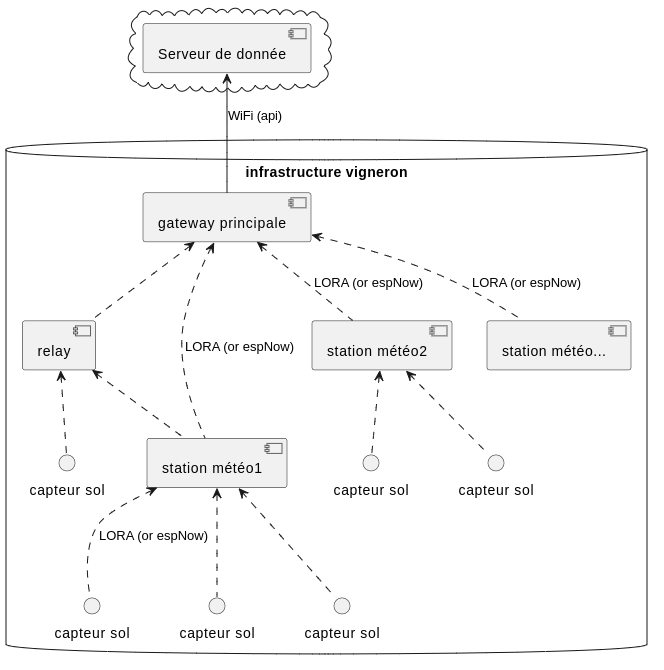 Serveur de donnée
WiFi (api)
infrastructure vigneron
gateway principale
LORA (or espNow)
LORA (or espNow)
LORA (or espNow)
relay
station météo2
station météo...
station météo1
capteur sol
capteur sol
capteur sol
LORA (or espNow)
capteur sol
capteur sol
capteur sol